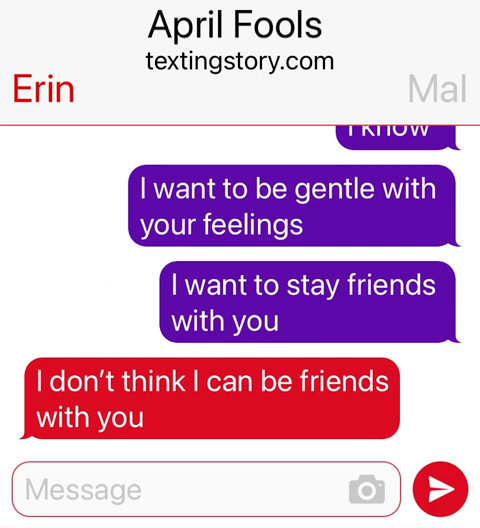 April Fools
textingstory.com
Erin
Mal
I know
I want to be gentle with
your feelings
I want to stay friends
with you
I don’t think I can be friends
with you
Message